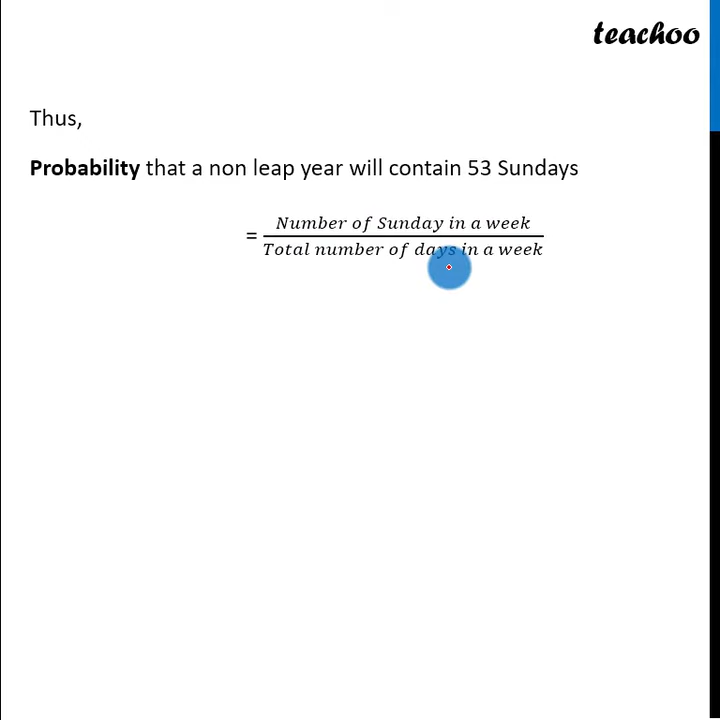 teachoo
Thus,
Probability that a non leap year will contain 53 Sundays
= Number of Sunday in a week
Total number of days in a week